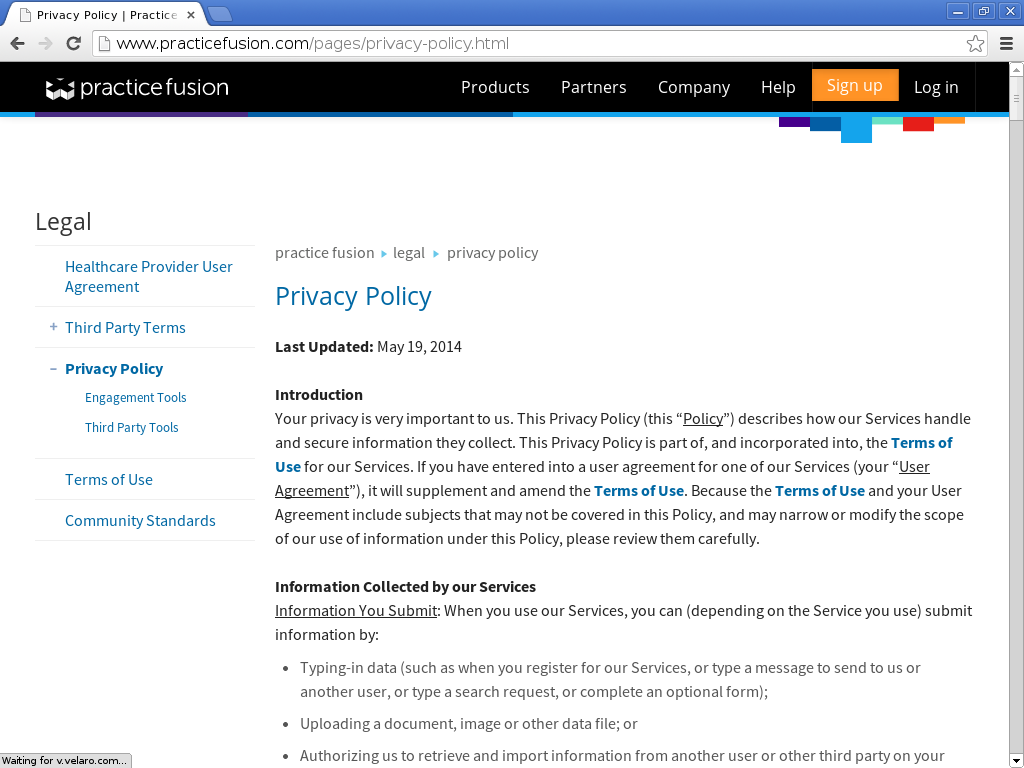 Privacy Policy | Practice
www.practicefusion.com/pages/privacy-policy.html
practice fusion
Products
Partners
Company
Help
Sign up
Log in
Legal
Healthcare Provider User
Agreement
+ Third Party Terms
– Privacy Policy
Engagement Tools
Third Party Tools
Terms of Use
Community Standards
practice fusion ▸ legal ▸ privacy policy
Privacy Policy
Last Updated: May 19, 2014
Introduction
Your privacy is very important to us. This Privacy Policy (this “Policy”) describes how our Services handle
and secure information they collect. This Privacy Policy is part of, and incorporated into, the Terms of
Use for our Services. If you have entered into a user agreement for one of our Services (your “User
Agreement”), it will supplement and amend the Terms of Use. Because the Terms of Use and your User
Agreement include subjects that may not be covered in this Policy, and may narrow or modify the scope
of our use of information under this Policy, please review them carefully.
Information Collected by our Services
Information You Submit: When you use our Services, you can (depending on the Service you use) submit
information by:
• Typing-in data (such as when you register for our Services, or type a message to send to us or
another user, or type a search request, or complete an optional form);
• Uploading a document, image or other data file; or
• Authorizing us to retrieve and import information from another user or other third party on your
Waiting for v.velaro.com...